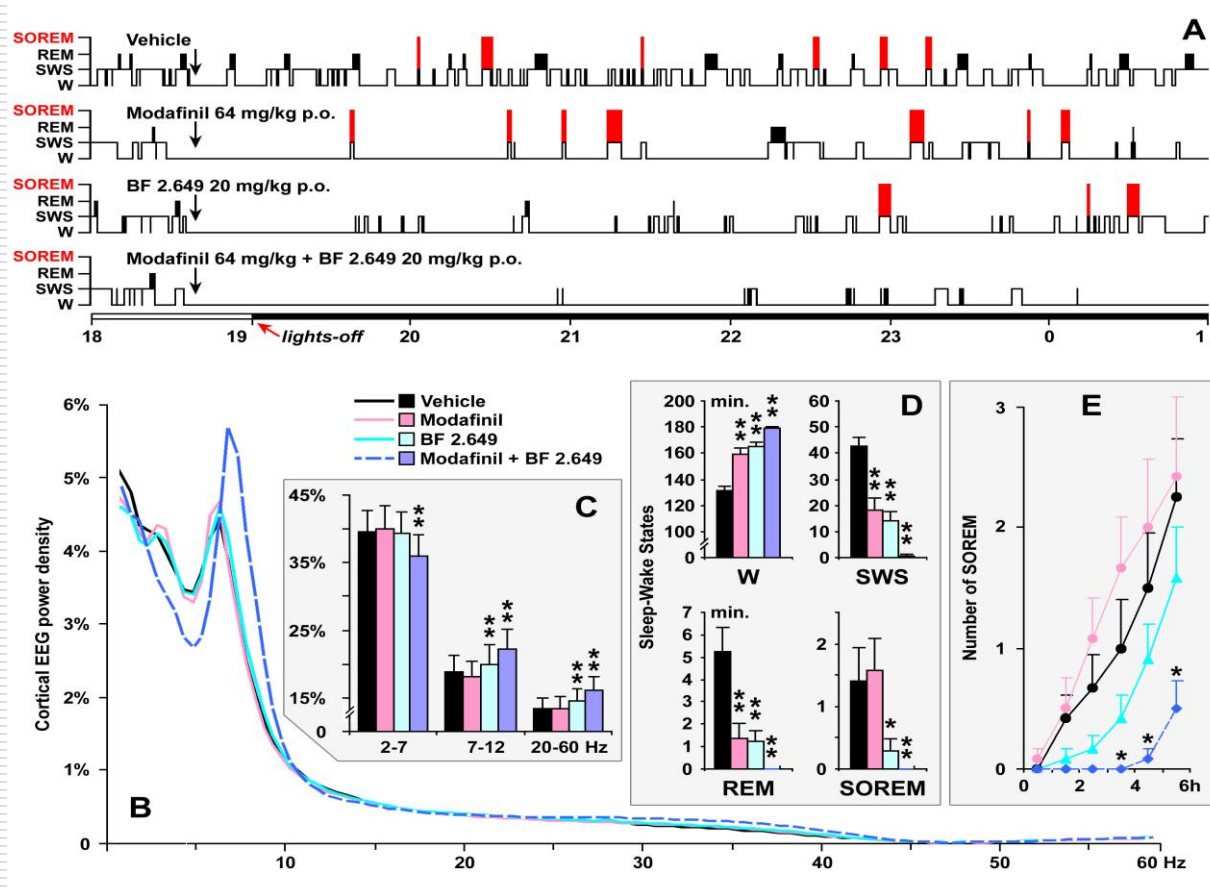 A
SOREM
REM
SWS
W
Vehicle
SOREM
REM
SWS
W
Modafinil 64 mg/kg p.o.
SOREM
REM
SWS
W
BF 2.649 20 mg/kg p.o.
SOREM
REM
SWS
W
Modafinil 64 mg/kg + BF 2.649 20 mg/kg p.o.
lights-off
18 19 20 21 22 23 0 1
B
Cortical EEG power density
6%
5%
4%
3%
2%
1%
0
10 20 30 40 50 60 Hz
Vehicle
Modafinil
BF 2.649
Modafinil + BF 2.649
C
45%
35%
25%
15%
0
** ** ** ** **
2-7 7-12 20-60 Hz
D
Sleep-Wake States
min.
200
180
160
140
120
100
0
** ** **
W
60
50
40
30
20
10
0
** ** **
SWS
min.
7
6
5
4
3
2
1
0
** ** **
REM
2
1
0
* **
SOREM
E
Number of SOREM
3
2
1
0
* * *
0 2 4 6h